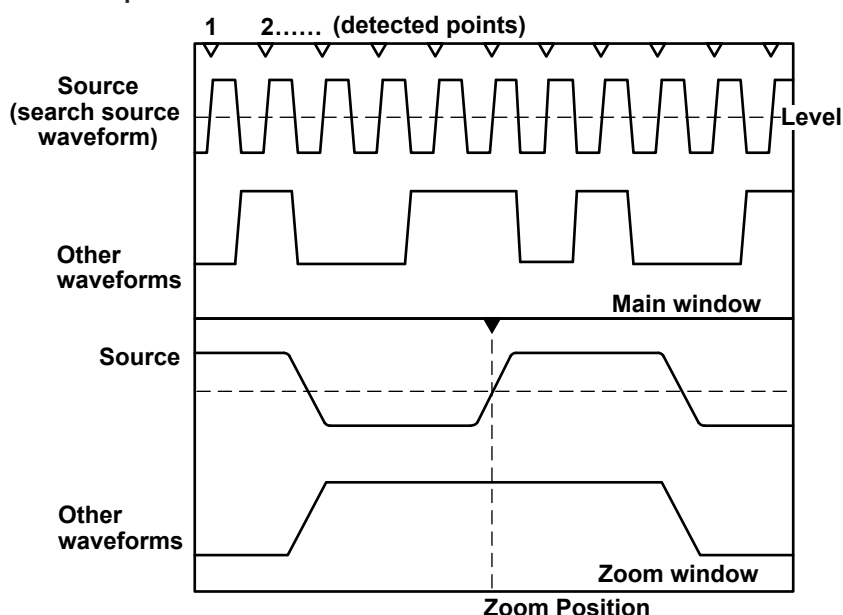 1 2…… (detected points)
Source
(search source
waveform)
Level
Other
waveforms
Main window
Source
Other
waveforms
Zoom window
Zoom Position